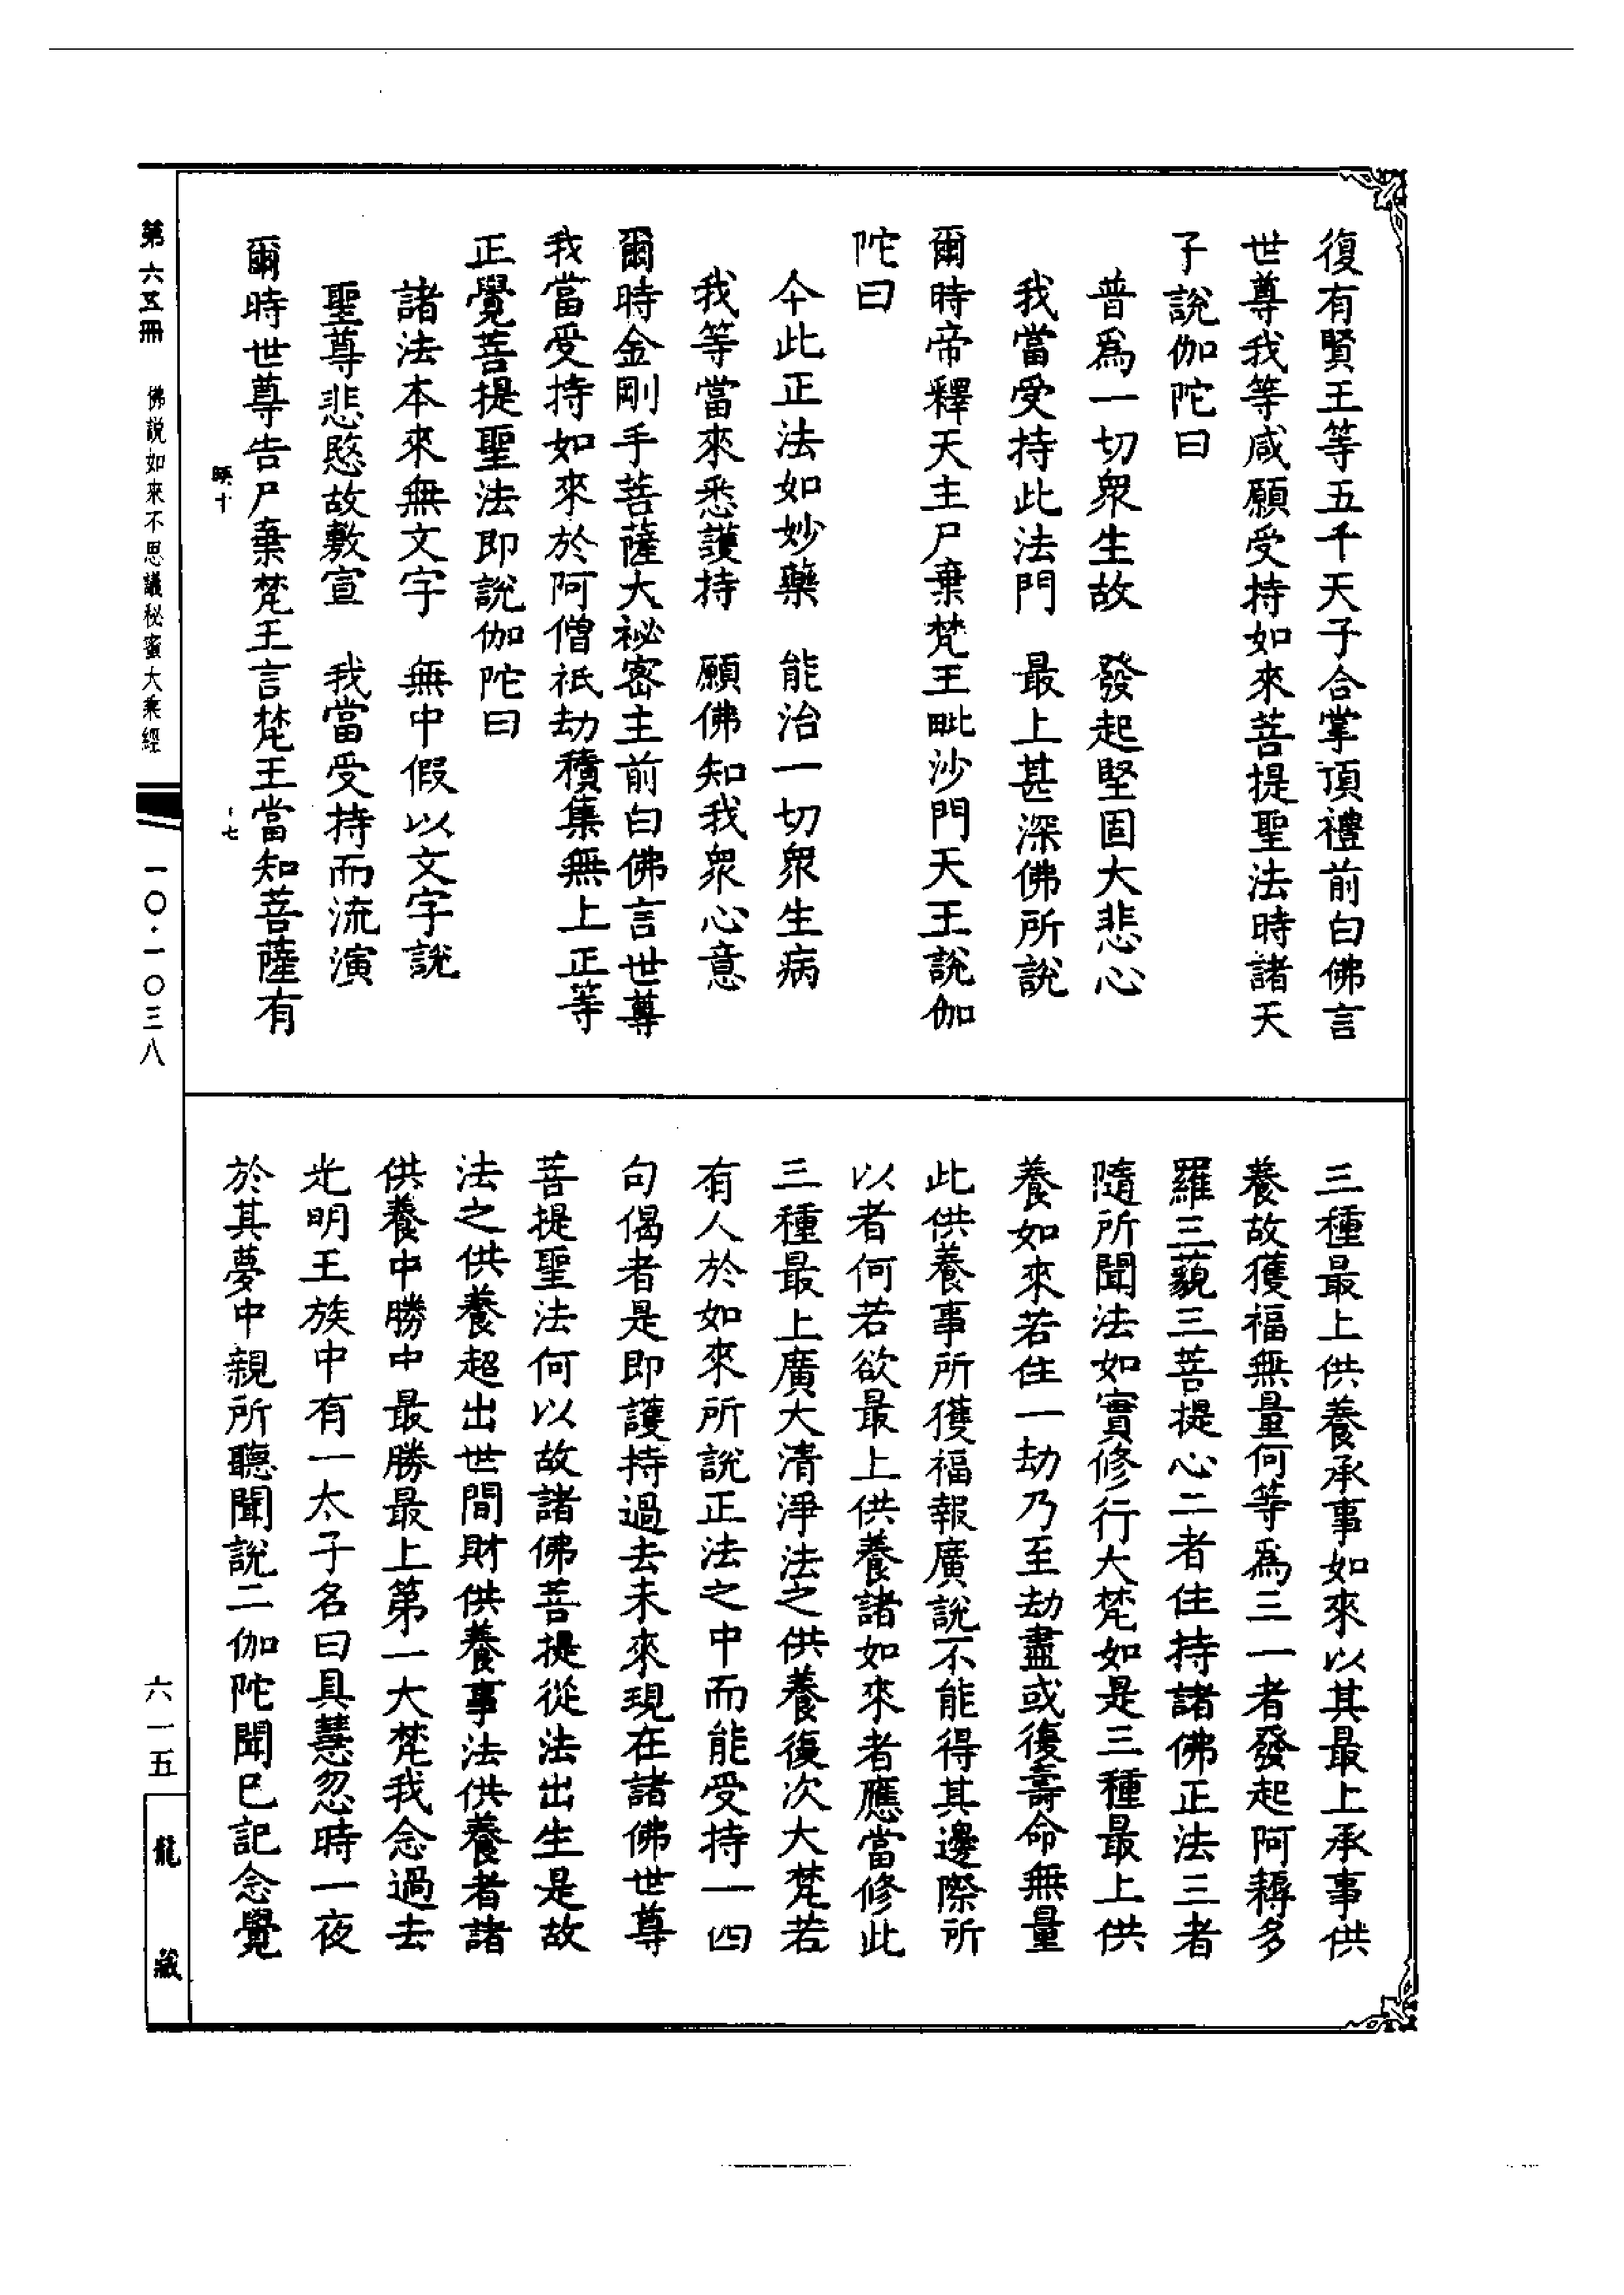 復有賢王等五千天子合掌頂禮前白佛言
世尊我等咸願受持如來菩提聖法時諸天
子說伽陀曰
普爲一切衆生故　發起堅固大悲心
我當受持此法門　最上甚深佛所說
爾時帝釋天主尸棄梵王毗沙門天王說伽
陀曰
今此正法如妙藥　能治一切衆生病
我等當來悉護持　願佛知我衆心意
爾時金剛手菩薩大祕密主前白佛言世尊
我當受持如來於阿僧祇劫積集無上正等
正覺菩提聖法即說伽陀曰
諸法本來無文字　無中假以文字說
聖尊悲愍故敷宣　我當受持而流演
爾時世尊告尸棄梵王言梵王當知菩薩有
三種最上供養承事如來以其最上承事供
養故獲福無量何等爲三一者發起阿耨多
羅三藐三菩提心二者住持諸佛正法三者
隨所聞法如實修行大梵如是三種最上供
養如來若住一劫乃至劫盡或復壽命無量
此供養事所獲福報廣說不能得其邊際所
以者何若欲最上供養諸如來者應當修此
三種最上廣大清淨法之供養復次大梵若
有人於如來所說正法之中而能受持一四
句偈者是即護持過去未來現在諸佛世尊
菩提聖法何以故諸佛菩提從法出生是故
法之供養超出世間財供養事法供養者諸
供養中勝中最勝最上第一大梵我念過去
光明王族中有一太子名曰具慧忽時一夜
於其夢中親所聽聞說二伽陀聞已記念覺
第六五冊　佛說如來不思議秘蜜大乘經　一〇·一〇三八　六一五　龍藏
十　七